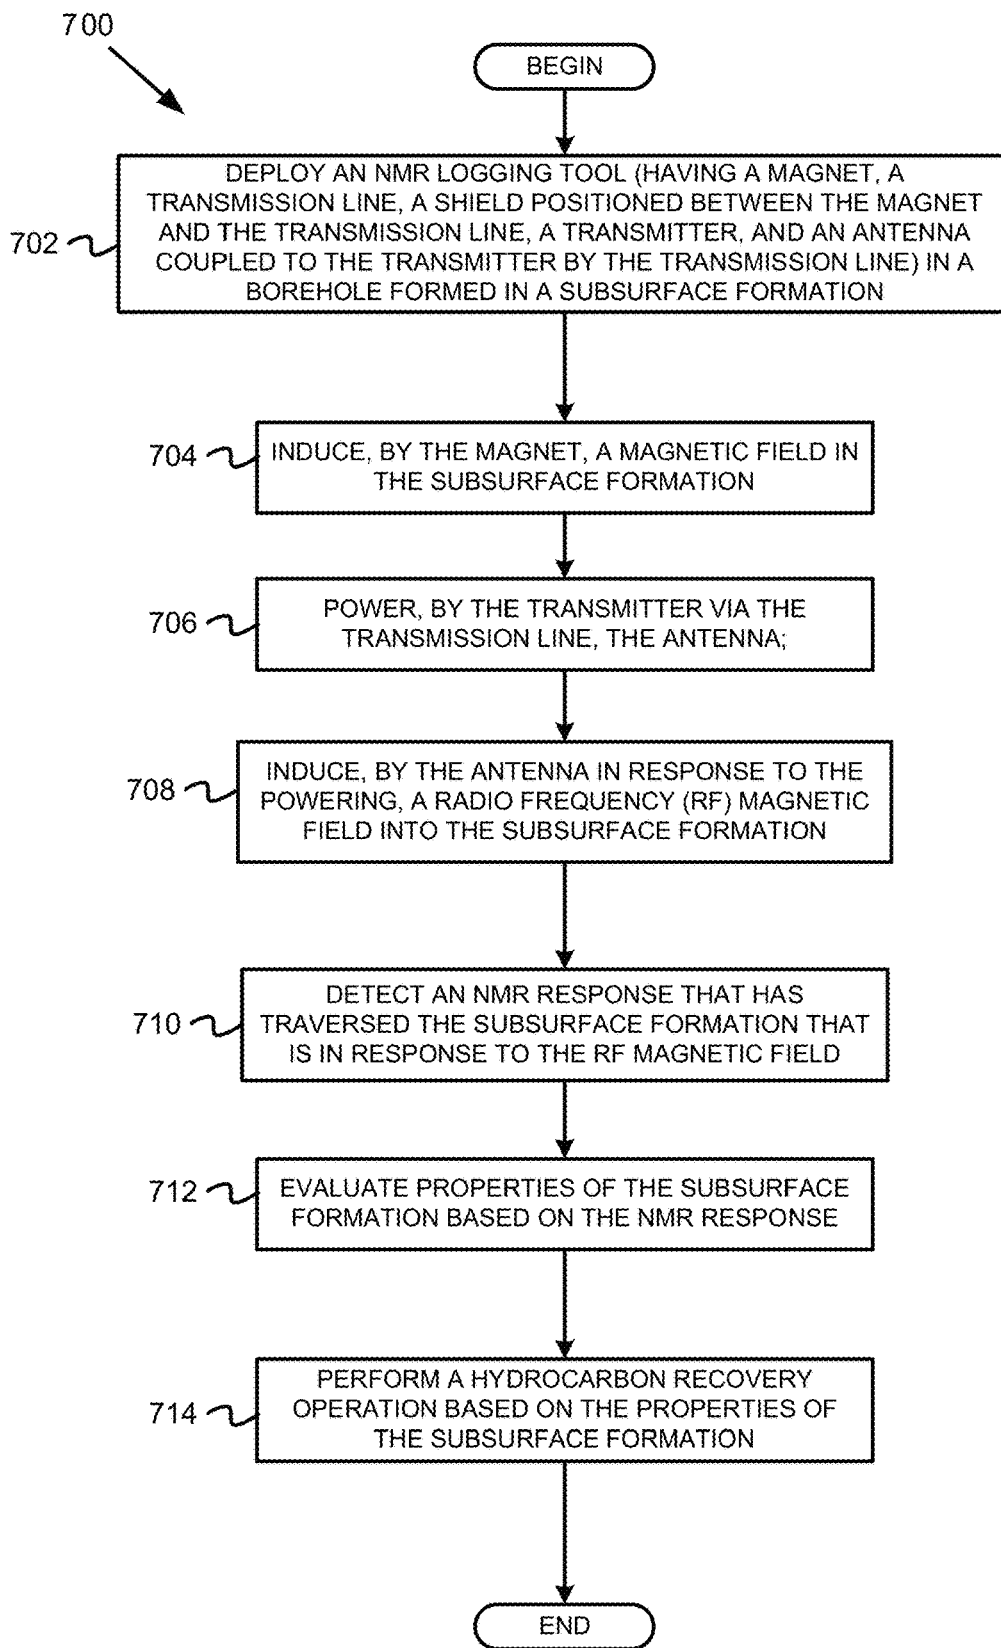 700
BEGIN
702
DEPLOY AN NMR LOGGING TOOL (HAVING A MAGNET, A
TRANSMISSION LINE, A SHIELD POSITIONED BETWEEN THE MAGNET
AND THE TRANSMISSION LINE, A TRANSMITTER, AND AN ANTENNA
COUPLED TO THE TRANSMITTER BY THE TRANSMISSION LINE) IN A
BOREHOLE FORMED IN A SUBSURFACE FORMATION
704
INDUCE, BY THE MAGNET, A MAGNETIC FIELD IN
THE SUBSURFACE FORMATION
706
POWER, BY THE TRANSMITTER VIA THE
TRANSMISSION LINE, THE ANTENNA;
708
INDUCE, BY THE ANTENNA IN RESPONSE TO THE
POWERING, A RADIO FREQUENCY (RF) MAGNETIC
FIELD INTO THE SUBSURFACE FORMATION
710
DETECT AN NMR RESPONSE THAT HAS
TRAVERSED THE SUBSURFACE FORMATION THAT
IS IN RESPONSE TO THE RF MAGNETIC FIELD
712
EVALUATE PROPERTIES OF THE SUBSURFACE
FORMATION BASED ON THE NMR RESPONSE
714
PERFORM A HYDROCARBON RECOVERY
OPERATION BASED ON THE PROPERTIES OF
THE SUBSURFACE FORMATION
END